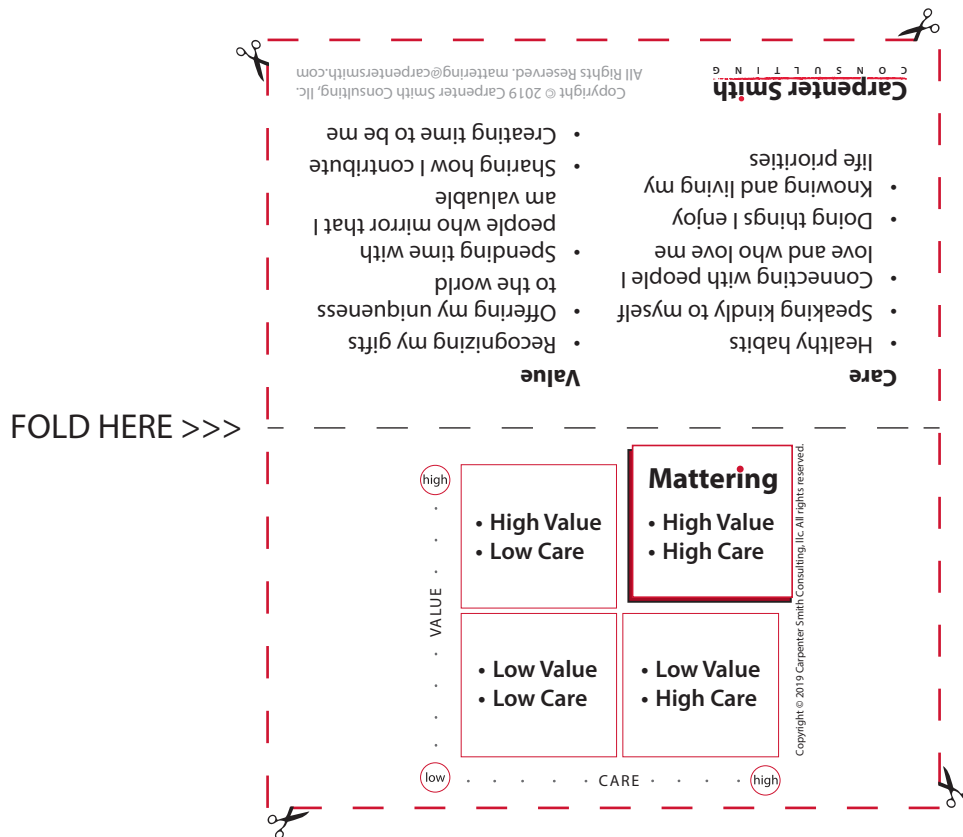 Care
• Healthy habits
• Speaking kindly to myself
• Connecting with people I
love and who love me
• Doing things I enjoy
• Knowing and living my
life priorities
Value
• Recognizing my gifts
• Offering my uniqueness
to the world
• Spending time with
people who mirror that I
am valuable
• Sharing how I contribute
• Creating time to be me
Carpenter Smith
CONSULTING
Copyright © 2019 Carpenter Smith Consulting, llc.
All Rights Reserved. mattering@carpentersmith.com
FOLD HERE >>>
high
VALUE
low
• High Value
• Low Care
Mattering
• High Value
• High Care
• Low Value
• Low Care
• Low Value
• High Care
CARE
high
Copyright © 2019 Carpenter Smith Consulting, llc. All rights reserved.